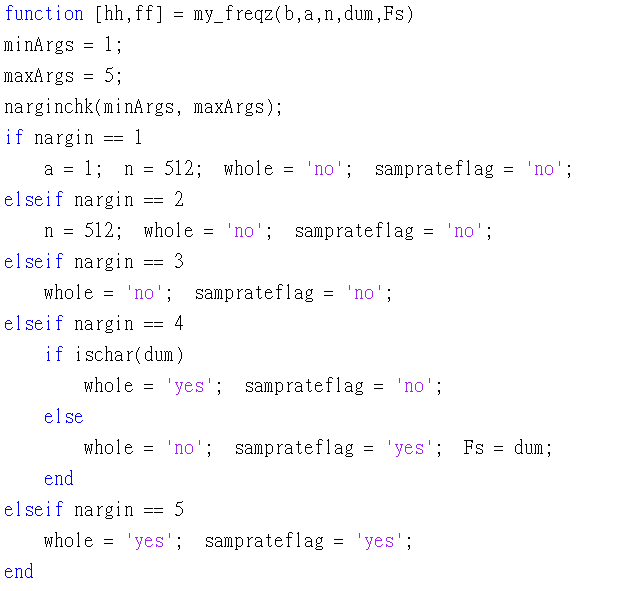 function [hh,ff] = my_freqz(b,a,n,dum,Fs)
minArgs = 1;
maxArgs = 5;
narginchk(minArgs, maxArgs);
if nargin == 1
    a = 1;  n = 512;  whole = 'no';  samprateflag = 'no';
elseif nargin == 2
    n = 512;  whole = 'no';  samprateflag = 'no';
elseif nargin == 3
    whole = 'no';  samprateflag = 'no';
elseif nargin == 4
    if ischar(dum)
        whole = 'yes';  samprateflag = 'no';
    else
        whole = 'no';  samprateflag = 'yes';  Fs = dum;
    end
elseif nargin == 5
    whole = 'yes';  samprateflag = 'yes';
end